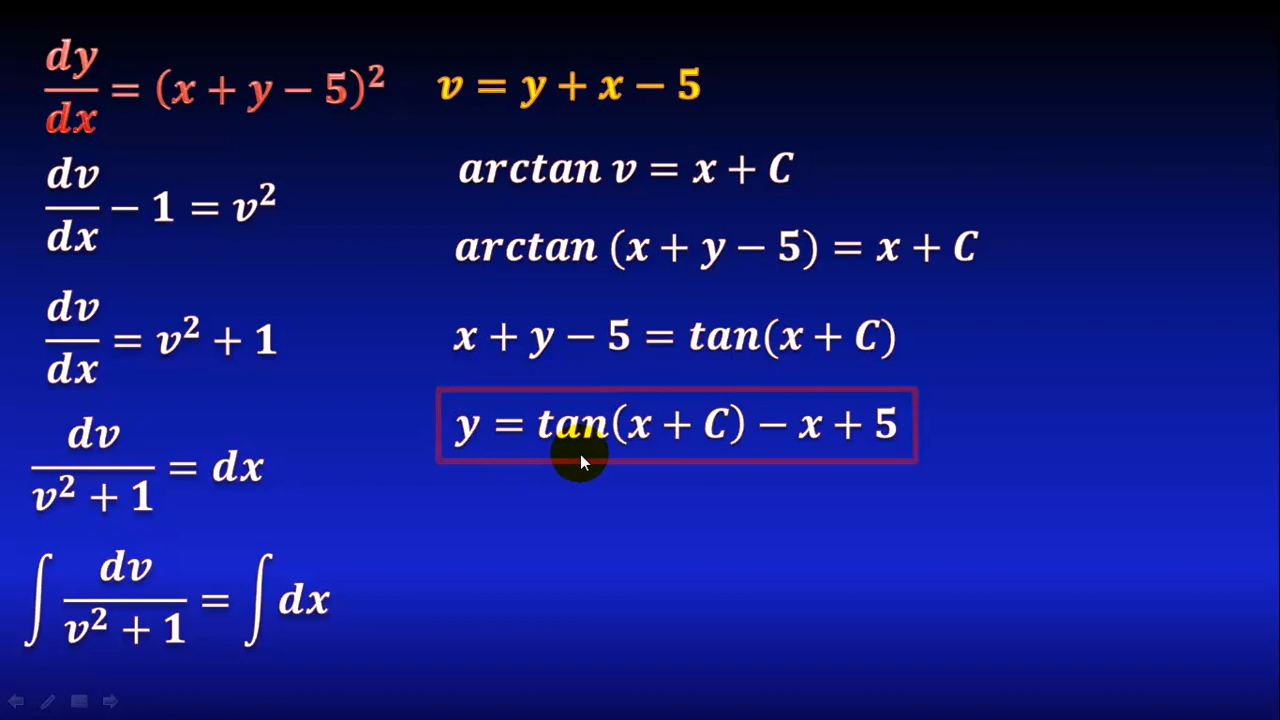 dy/dx = (x + y − 5)²
v = y + x − 5
dv/dx − 1 = v²
dv/dx = v² + 1
dv/(v² + 1) = dx
∫ dv/(v² + 1) = ∫ dx
arctan v = x + C
arctan (x + y − 5) = x + C
x + y − 5 = tan(x + C)
y = tan(x + C) − x + 5